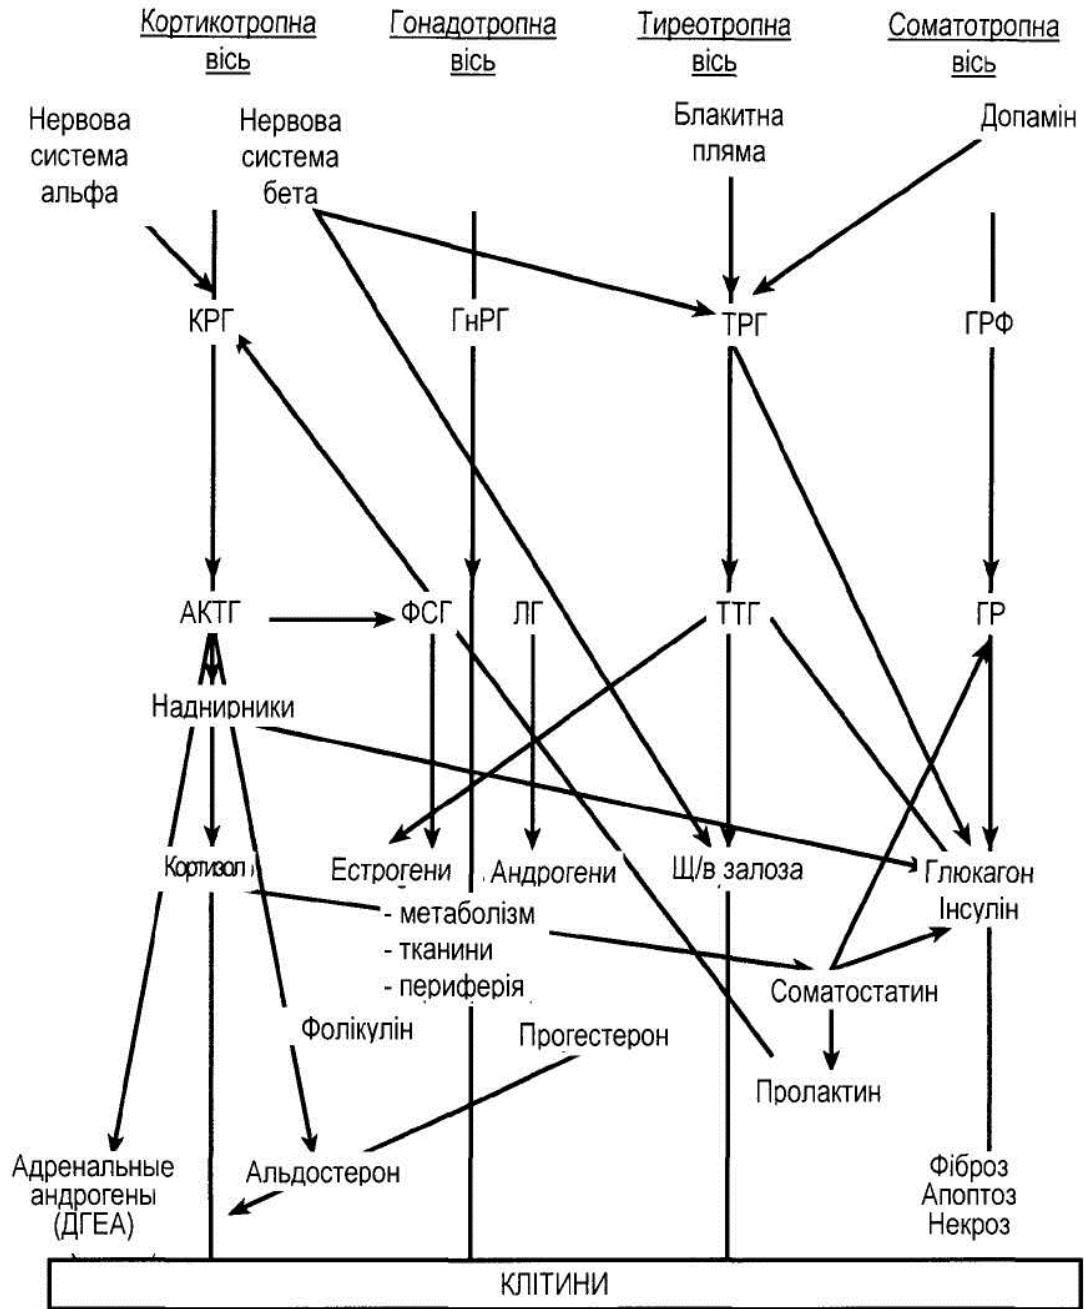 Кортикотропна
вісь
Гонадотропна
вісь
Тиреотропна
вісь
Соматотропна
вісь
Нервова
система
альфа
Нервова
система
бета
Блакитна
пляма
Допамін
КРГ
ГнРГ
ТРГ
ГРФ
АКТГ
ФСГ
ЛГ
ТТГ
ГР
Наднирники
Кортизол
Естрогени
- метаболізм
- тканини
- периферія
Андрогени
Щ/в залоза
Глюкагон
Інсулін
Соматостатин
Фолікулін
Прогестерон
Пролактин
Адренальные
андрогены
(ДГЕА)
Альдостерон
Фіброз
Апоптоз
Некроз
КЛІТИНИ